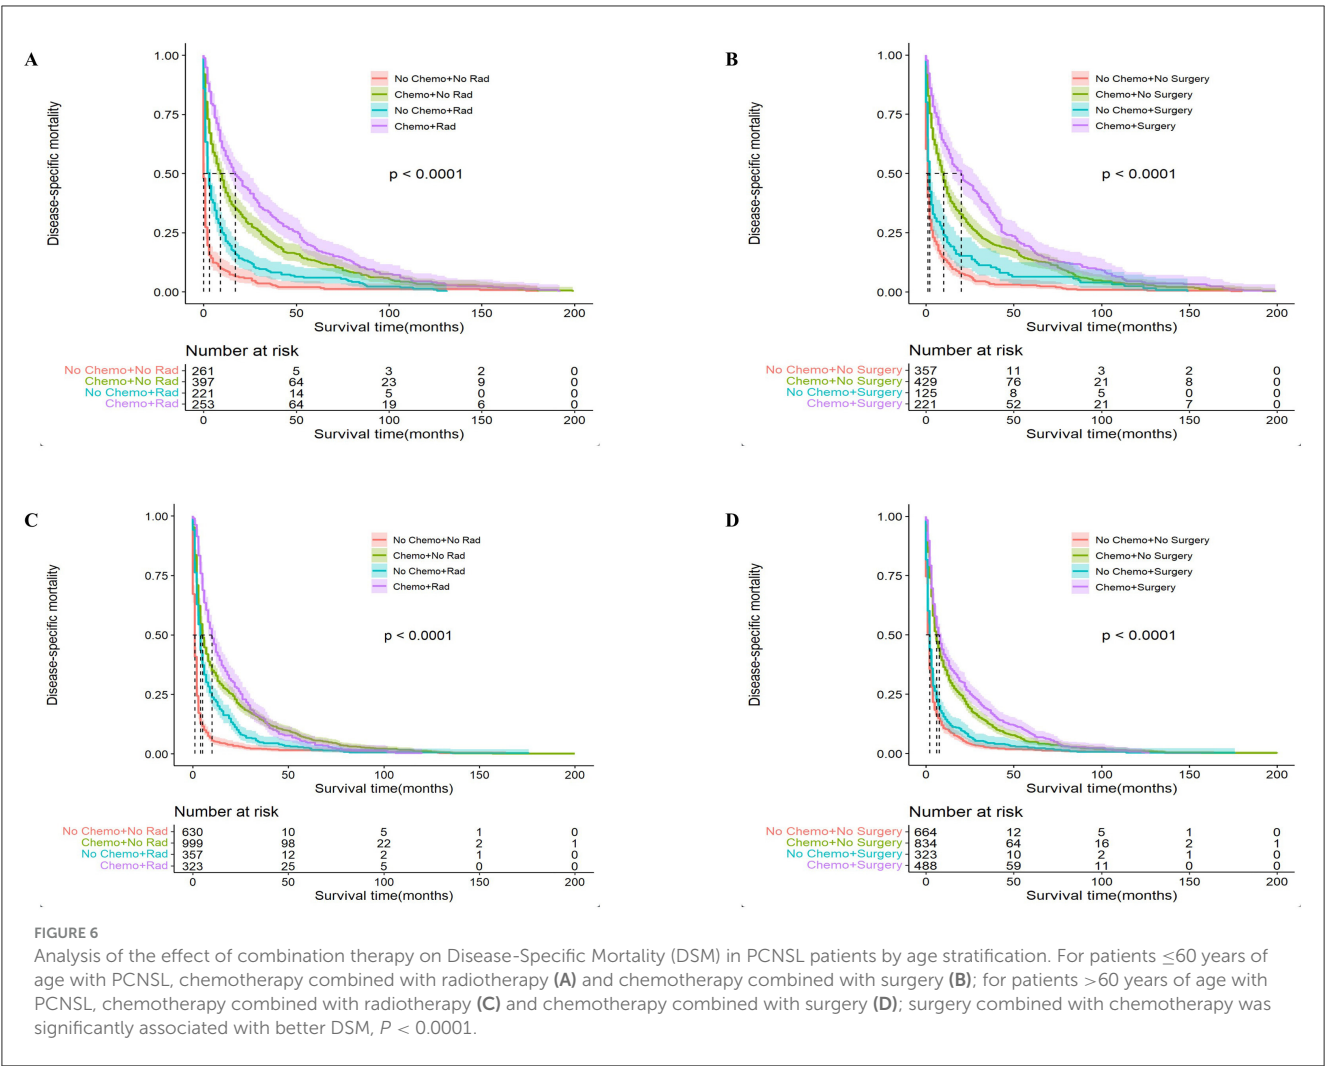 A
Disease-specific mortality
1.00
0.75
0.50
0.25
0.00
No Chemo+No Rad
Chemo+No Rad
No Chemo+Rad
Chemo+Rad
p < 0.0001
0 50 100 150 200
Survival time(months)
Number at risk
No Chemo+No Rad 261 5 3 2 0
Chemo+No Rad 397 64 23 9 0
No Chemo+Rad 221 14 5 0 0
Chemo+Rad 253 64 19 6 0
0 50 100 150 200
Survival time(months)
B
Disease-specific mortality
1.00
0.75
0.50
0.25
0.00
No Chemo+No Surgery
Chemo+No Surgery
No Chemo+Surgery
Chemo+Surgery
p < 0.0001
0 50 100 150 200
Survival time(months)
Number at risk
No Chemo+No Surgery 357 11 3 2 0
Chemo+No Surgery 429 76 21 8 0
No Chemo+Surgery 125 8 5 0 0
Chemo+Surgery 221 52 21 7 0
0 50 100 150 200
Survival time(months)
C
Disease-specific mortality
1.00
0.75
0.50
0.25
0.00
No Chemo+No Rad
Chemo+No Rad
No Chemo+Rad
Chemo+Rad
p < 0.0001
0 50 100 150 200
Survival time(months)
Number at risk
No Chemo+No Rad 630 10 5 1 0
Chemo+No Rad 999 98 22 2 1
No Chemo+Rad 357 12 2 1 0
Chemo+Rad 323 25 5 0 0
0 50 100 150 200
Survival time(months)
D
Disease-specific mortality
1.00
0.75
0.50
0.25
0.00
No Chemo+No Surgery
Chemo+No Surgery
No Chemo+Surgery
Chemo+Surgery
p < 0.0001
0 50 100 150 200
Survival time(months)
Number at risk
No Chemo+No Surgery 664 12 5 1 0
Chemo+No Surgery 834 64 16 2 1
No Chemo+Surgery 323 10 2 1 0
Chemo+Surgery 488 59 11 0 0
0 50 100 150 200
Survival time(months)
FIGURE 6
Analysis of the effect of combination therapy on Disease-Specific Mortality (DSM) in PCNSL patients by age stratification. For patients ≤60 years of
age with PCNSL, chemotherapy combined with radiotherapy (A) and chemotherapy combined with surgery (B); for patients >60 years of age with
PCNSL, chemotherapy combined with radiotherapy (C) and chemotherapy combined with surgery (D); surgery combined with chemotherapy was
significantly associated with better DSM, P < 0.0001.